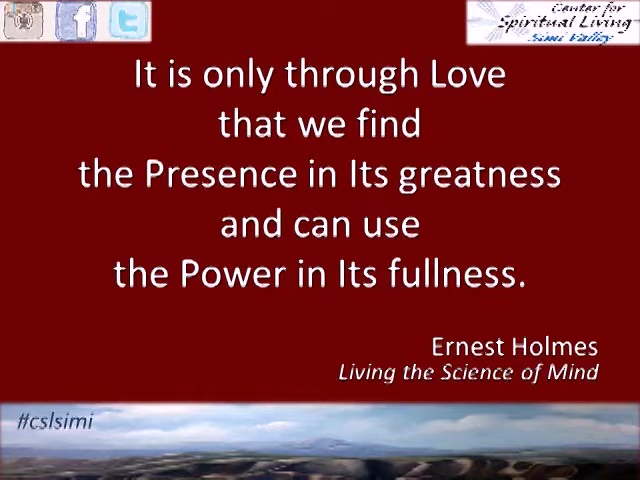 Center for
Spiritual Living
Simi Valley
It is only through Love
that we find
the Presence in Its greatness
and can use
the Power in Its fullness.
Ernest Holmes
Living the Science of Mind
#cslsimi